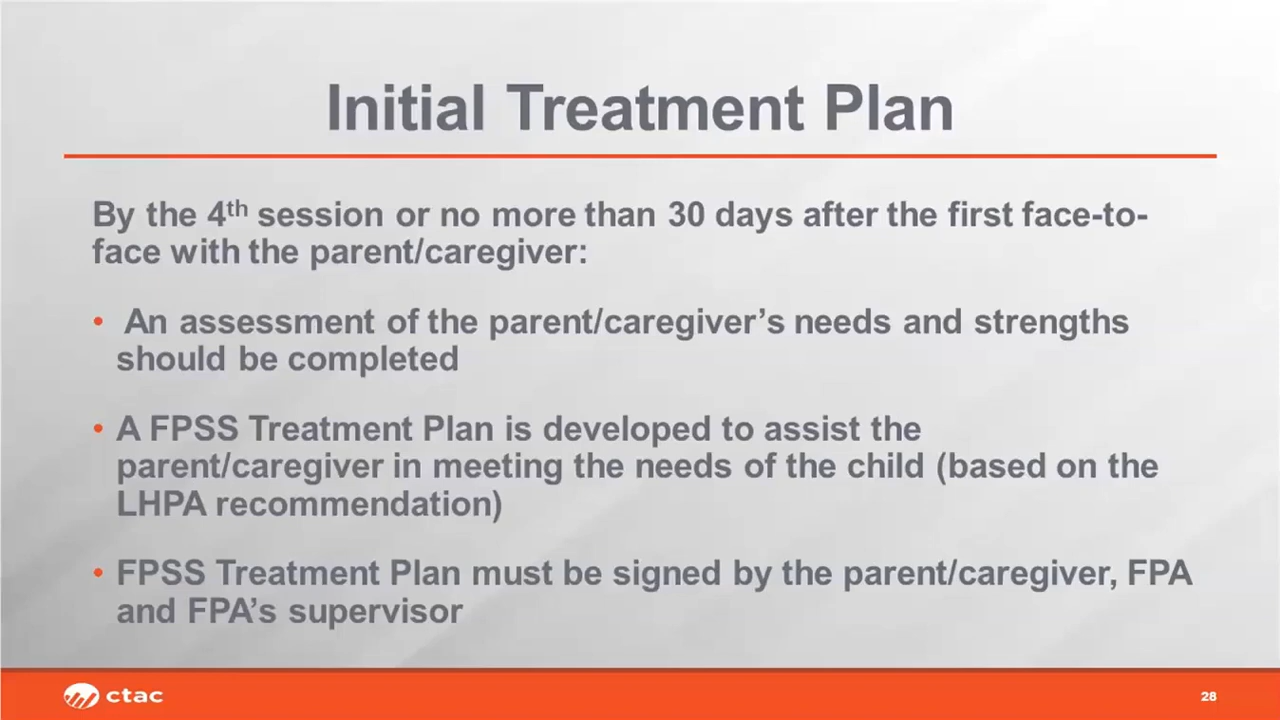 Initial Treatment Plan
By the 4th session or no more than 30 days after the first face-to-
face with the parent/caregiver:
• An assessment of the parent/caregiver’s needs and strengths
should be completed
• A FPSS Treatment Plan is developed to assist the
parent/caregiver in meeting the needs of the child (based on the
LHPA recommendation)
• FPSS Treatment Plan must be signed by the parent/caregiver, FPA
and FPA’s supervisor
ctac
28